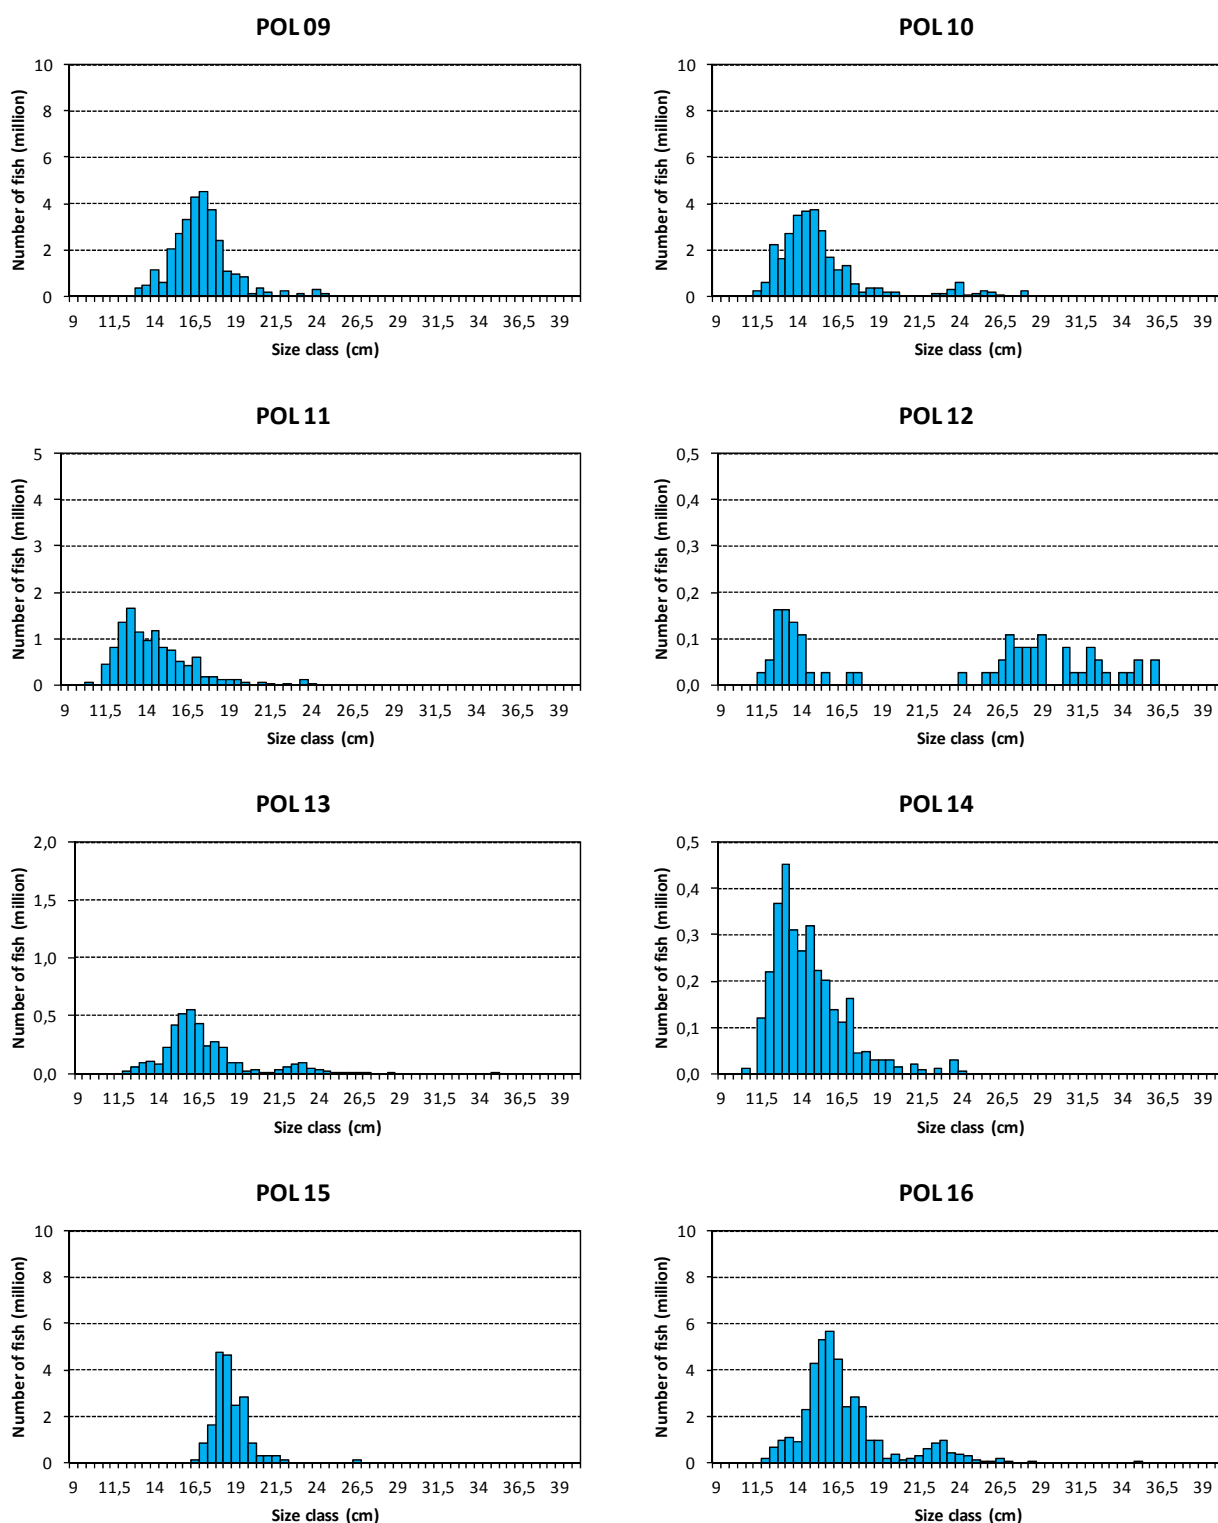 POL 09
Number of fish (million)
10
8
6
4
2
0
9 11,5 14 16,5 19 21,5 24 26,5 29 31,5 34 36,5 39
Size class (cm)
POL 10
Number of fish (million)
10
8
6
4
2
0
9 11,5 14 16,5 19 21,5 24 26,5 29 31,5 34 36,5 39
Size class (cm)
POL 11
Number of fish (million)
5
4
3
2
1
0
9 11,5 14 16,5 19 21,5 24 26,5 29 31,5 34 36,5 39
Size class (cm)
POL 12
Number of fish (million)
0,5
0,4
0,3
0,2
0,1
0,0
9 11,5 14 16,5 19 21,5 24 26,5 29 31,5 34 36,5 39
Size class (cm)
POL 13
Number of fish (million)
2,0
1,5
1,0
0,5
0,0
9 11,5 14 16,5 19 21,5 24 26,5 29 31,5 34 36,5 39
Size class (cm)
POL 14
Number of fish (million)
0,5
0,4
0,3
0,2
0,1
0,0
9 11,5 14 16,5 19 21,5 24 26,5 29 31,5 34 36,5 39
Size class (cm)
POL 15
Number of fish (million)
10
8
6
4
2
0
9 11,5 14 16,5 19 21,5 24 26,5 29 31,5 34 36,5 39
Size class (cm)
POL 16
Number of fish (million)
10
8
6
4
2
0
9 11,5 14 16,5 19 21,5 24 26,5 29 31,5 34 36,5 39
Size class (cm)